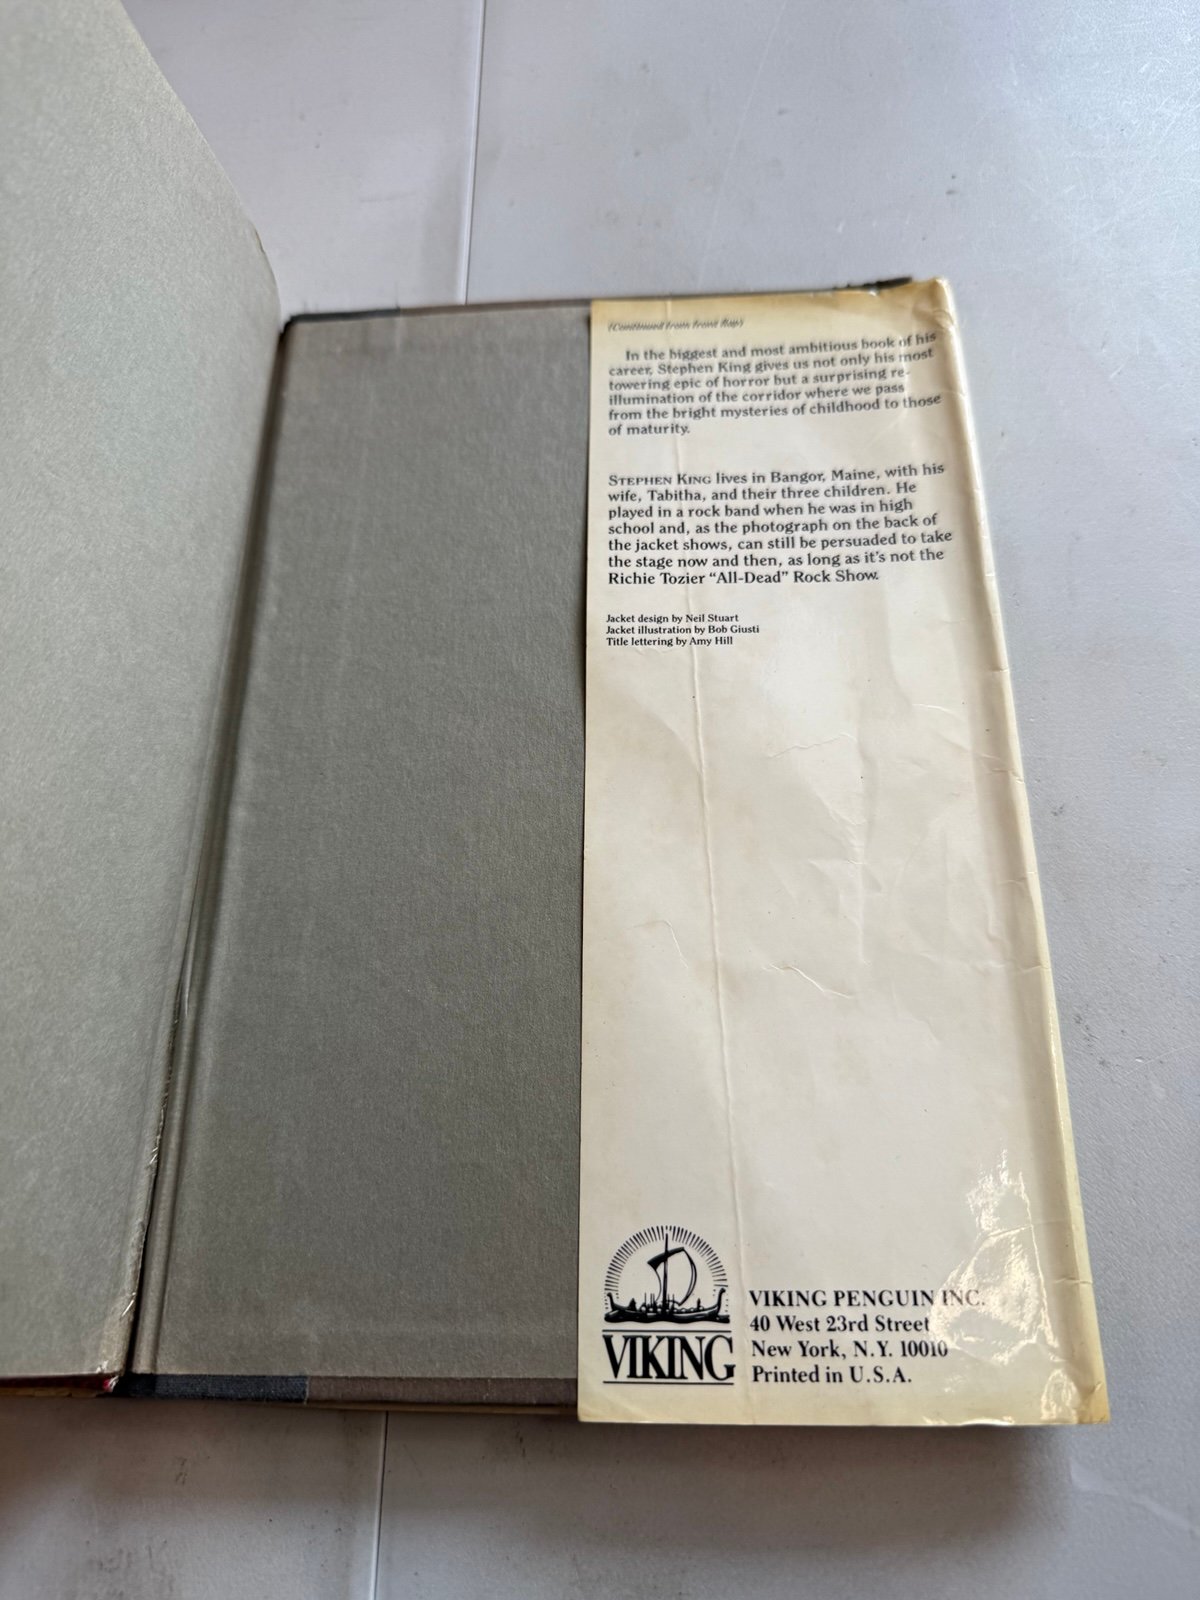 (Continued from front flap)
In the biggest and most ambitious book of his
career, Stephen King gives us not only his most
towering epic of horror but a surprising re-
illumination of the corridor where we pass
from the bright mysteries of childhood to those
of maturity.
STEPHEN KING lives in Bangor, Maine, with his
wife, Tabitha, and their three children. He
played in a rock band when he was in high
school and, as the photograph on the back of
the jacket shows, can still be persuaded to take
the stage now and then, as long as it's not the
Richie Tozier “All-Dead” Rock Show.
Jacket design by Neil Stuart
Jacket illustration by Bob Giusti
Title lettering by Amy Hill
VIKING
VIKING PENGUIN INC.
40 West 23rd Street
New York, N.Y. 10010
Printed in U.S.A.